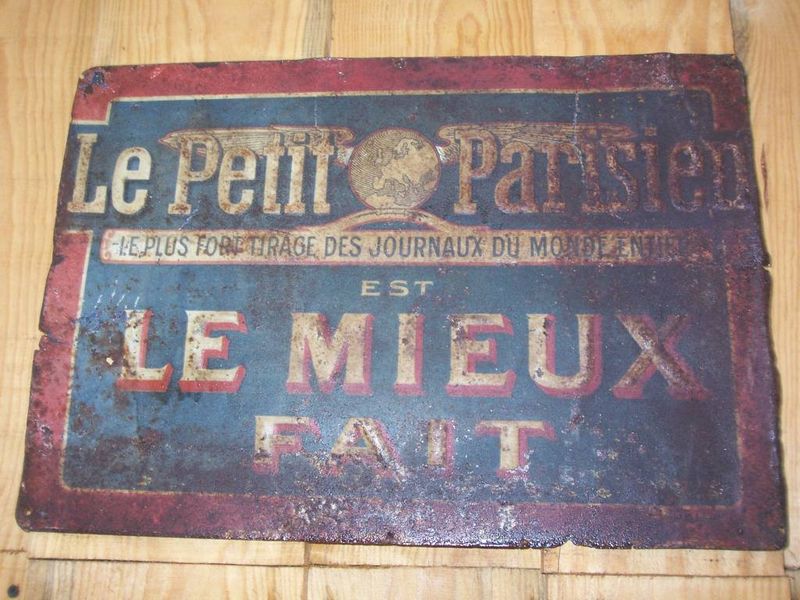 Le Petit Parisien
-LE PLUS FORT TIRAGE DES JOURNAUX DU MONDE ENTIER
EST
LE MIEUX
FAIT